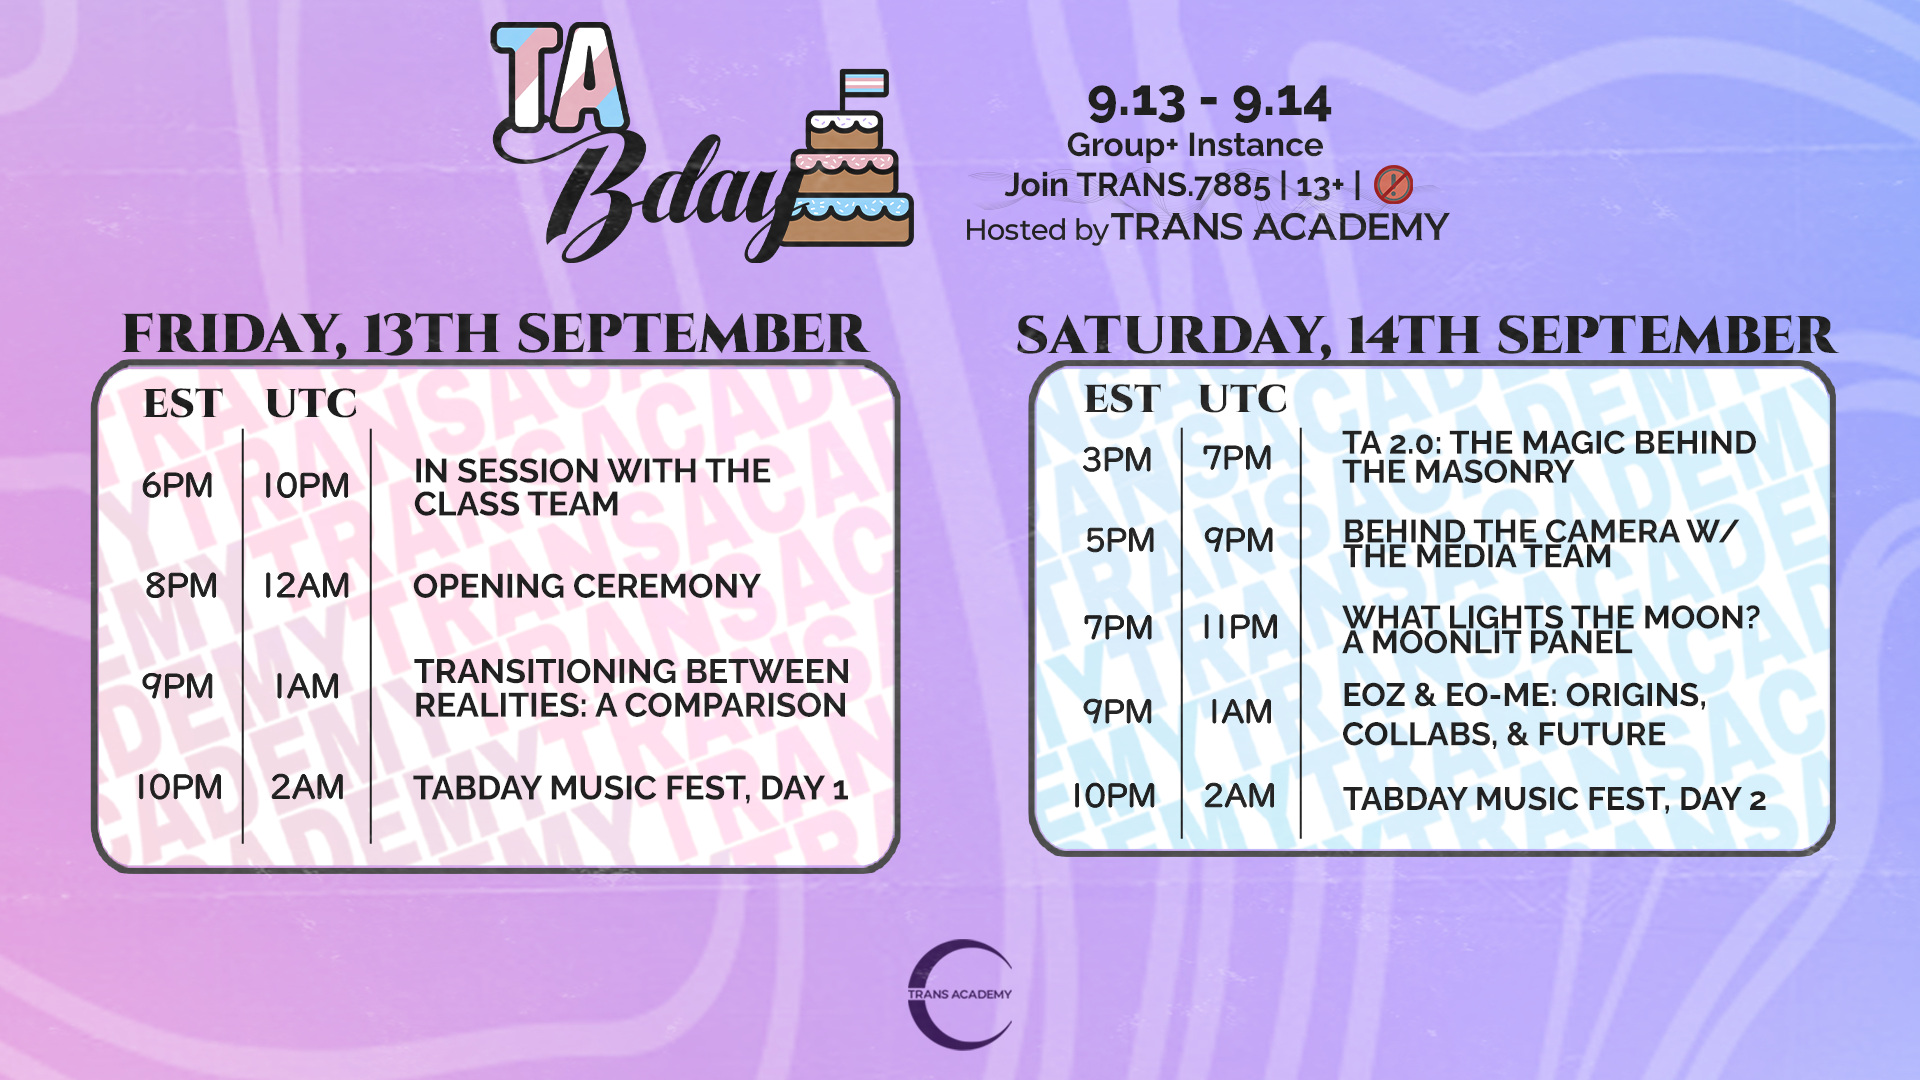 TA
Bday
9.13 - 9.14
Group+ Instance
Join TRANS.7885 | 13+ |
Hosted by TRANS ACADEMY
FRIDAY, 13TH SEPTEMBER
EST UTC
6PM 10PM IN SESSION WITH THE
CLASS TEAM
8PM 12AM OPENING CEREMONY
9PM 1AM TRANSITIONING BETWEEN
REALITIES: A COMPARISON
10PM 2AM TABDAY MUSIC FEST, DAY 1
SATURDAY, 14TH SEPTEMBER
EST UTC
3PM 7PM TA 2.0: THE MAGIC BEHIND
THE MASONRY
5PM 9PM BEHIND THE CAMERA W/
THE MEDIA TEAM
7PM 11PM WHAT LIGHTS THE MOON?
A MOONLIT PANEL
9PM 1AM EOZ & EO-ME: ORIGINS,
COLLABS, & FUTURE
10PM 2AM TABDAY MUSIC FEST, DAY 2
TRANS ACADEMY